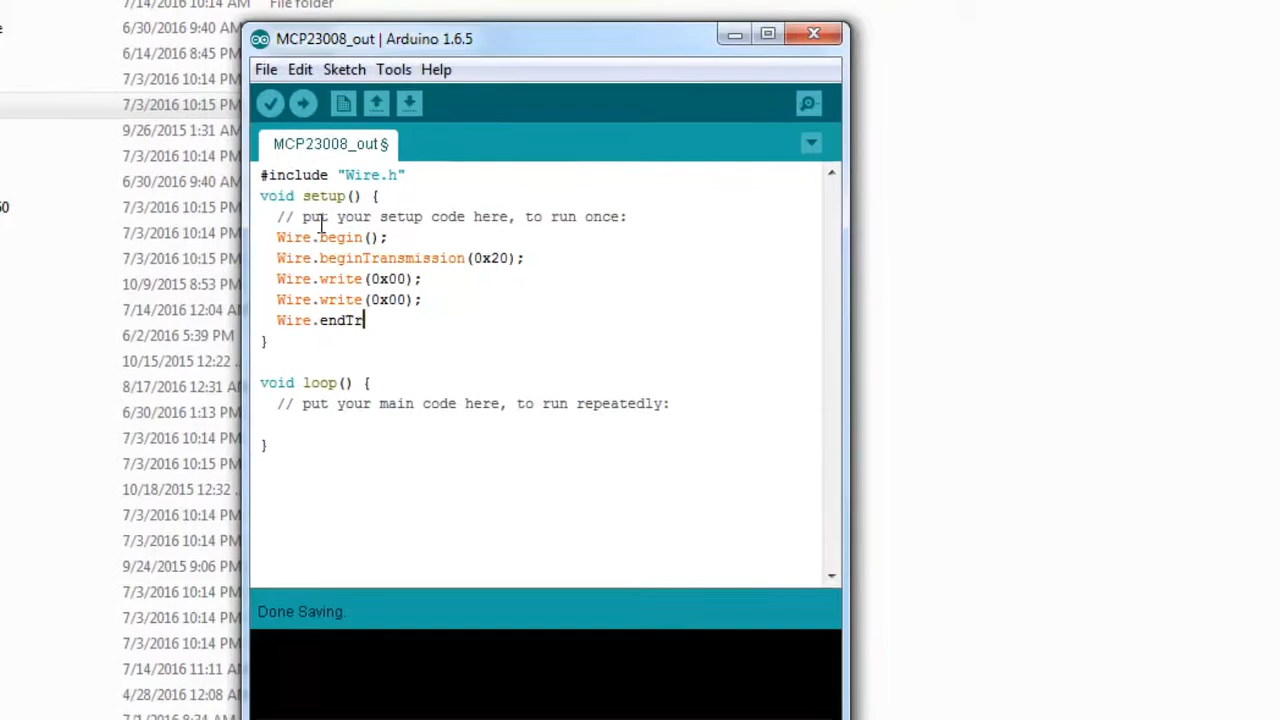 7/14/2016 10:14 PM File folder
6/30/2016 9:40 AM
6/14/2016 8:45 PM
7/3/2016 10:14 PM
7/3/2016 10:15 PM
9/26/2015 1:31 AM
7/3/2016 10:14 PM
6/30/2016 9:40 AM
7/3/2016 10:15 PM
7/3/2016 10:14 PM
7/3/2016 10:15 PM
10/9/2015 8:53 PM
7/14/2016 12:04 AM
6/2/2016 5:39 PM
10/15/2015 12:22 ..
8/17/2016 12:31 AM
6/30/2016 1:13 PM
7/3/2016 10:14 PM
7/3/2016 10:15 PM
10/18/2015 12:32 ..
7/3/2016 10:14 PM
7/3/2016 10:14 PM
9/24/2015 9:06 PM
7/3/2016 10:14 PM
7/3/2016 10:14 PM
7/3/2016 10:14 PM
7/14/2016 11:11 AM
4/28/2016 12:08 AM
7/1/2016 8:34 AM
MCP23008_out | Arduino 1.6.5
File Edit Sketch Tools Help
MCP23008_out§
#include "Wire.h"
void setup() {
// put your setup code here, to run once:
Wire.begin();
Wire.beginTransmission(0x20);
Wire.write(0x00);
Wire.write(0x00);
Wire.endTr
}
void loop() {
// put your main code here, to run repeatedly:
}
Done Saving.